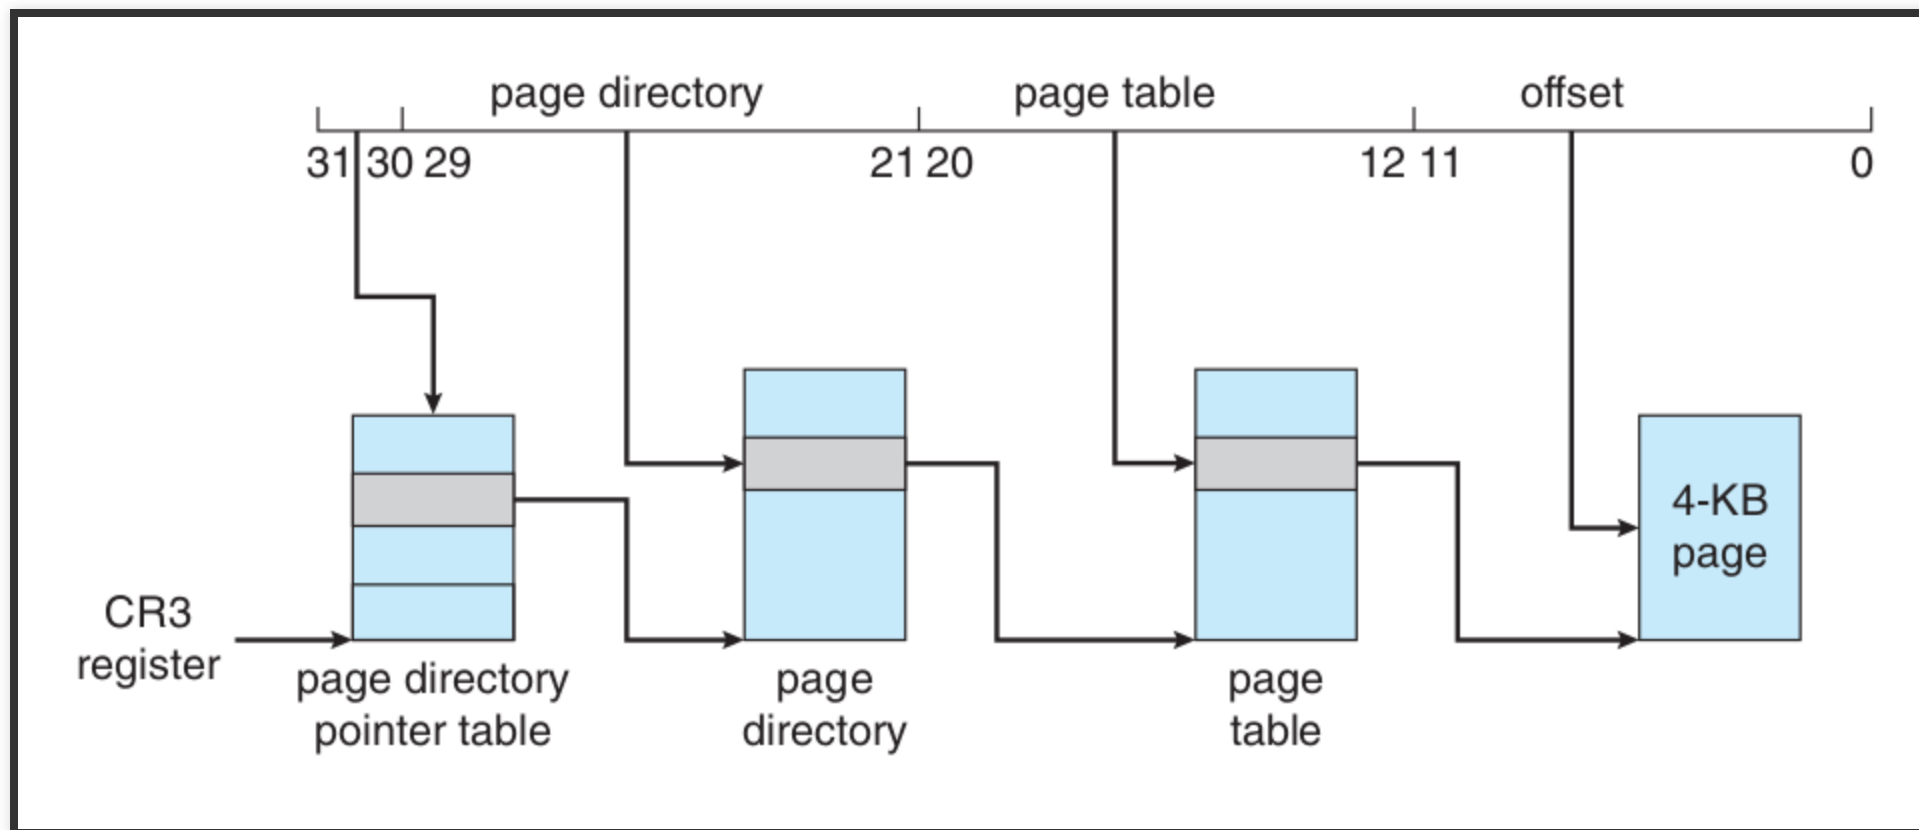 page directory page table offset
31 30 29 21 20 12 11 0
4-KB
page
CR3
register
page directory
pointer table
page
directory
page
table